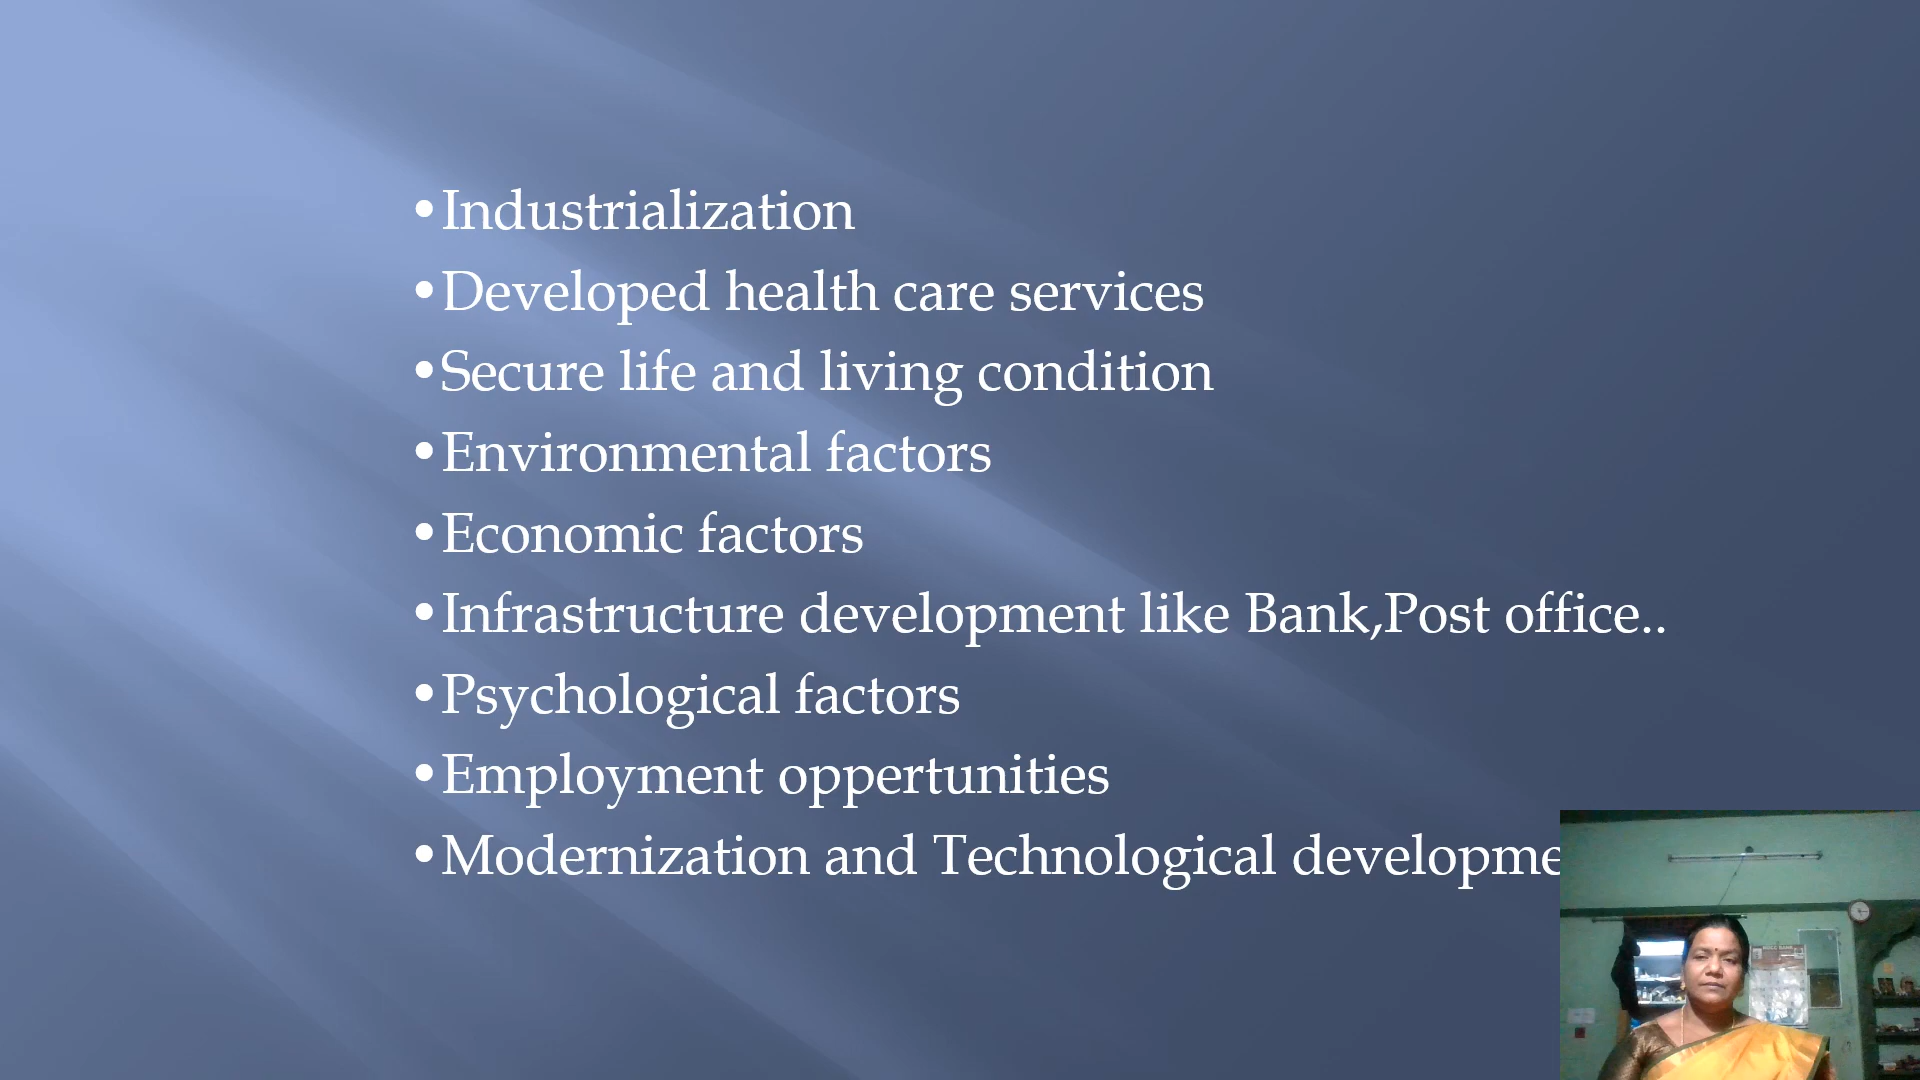 •Industrialization
•Developed health care services
•Secure life and living condition
•Environmental factors
•Economic factors
•Infrastructure development like Bank,Post office..
•Psychological factors
•Employment oppertunities
•Modernization and Technological developme